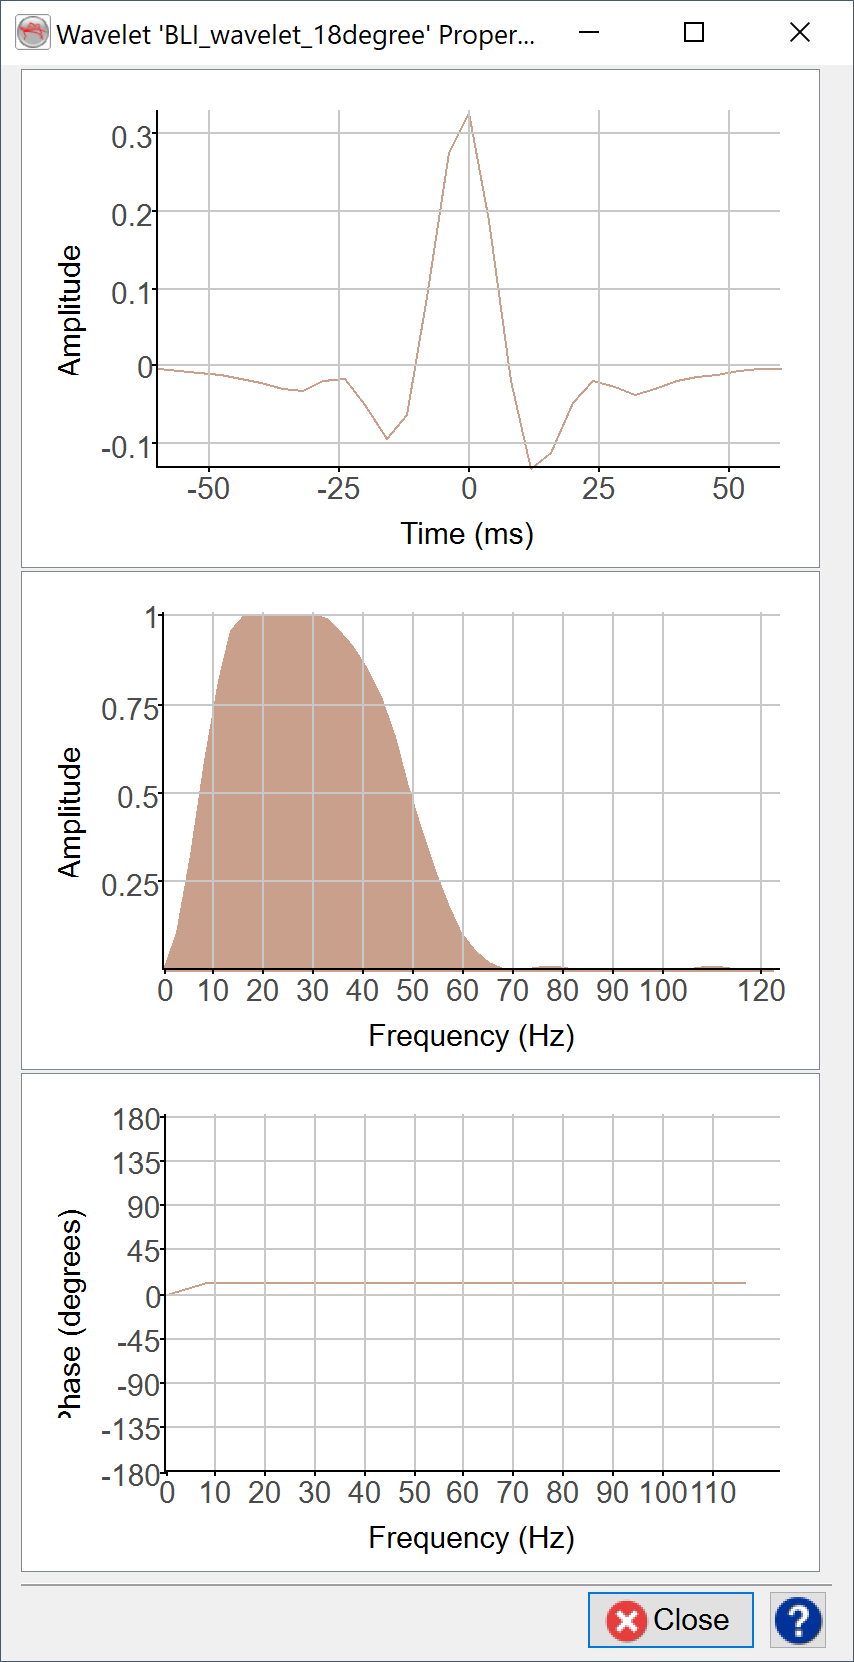 Wavelet 'BLI_wavelet_18degree' Proper...
0.3
0.2
0.1
0
-0.1
Amplitude
-50 -25 0 25 50
Time (ms)
1
0.75
0.5
0.25
Amplitude
0 10 20 30 40 50 60 70 80 90 100 120
Frequency (Hz)
180
135
90
45
0
-45
-90
-135
-180
Phase (degrees)
0 10 20 30 40 50 60 70 80 90 100 110
Frequency (Hz)
Close
?